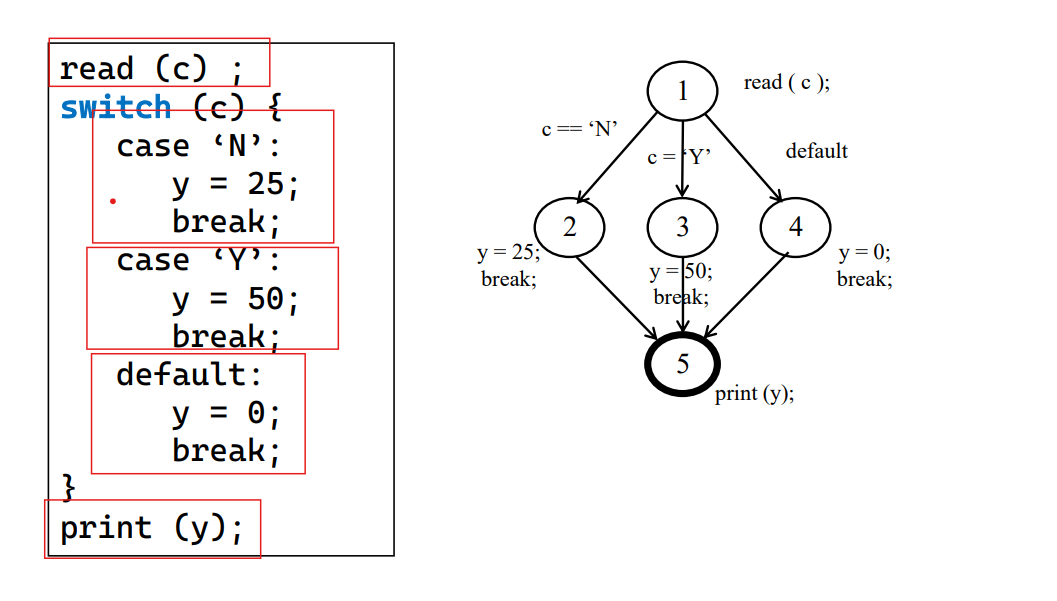 read (c) ;
switch (c) {
case ‘N’:
y = 25;
break;
case ‘Y’:
y = 50;
break;
default:
y = 0;
break;
}
print (y);
1
read ( c );
c == ‘N’
c = ‘Y’
default
2
3
4
y = 25;
break;
y = 50;
break;
y = 0;
break;
5
print (y);